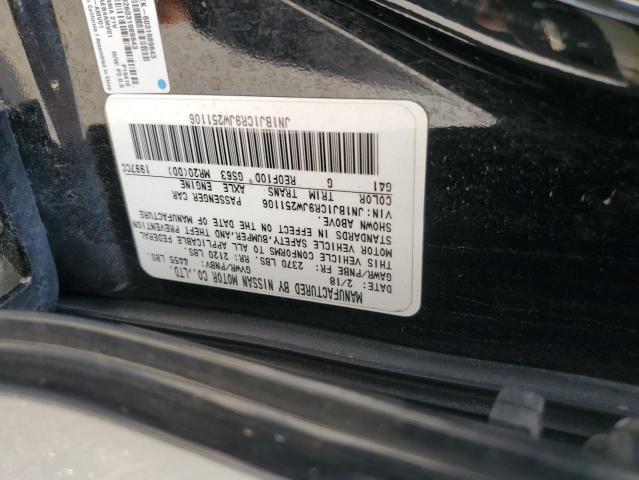 MANUFACTURED BY NISSAN MOTOR CO.,LTD.
DATE: 2/18 GVWR/PNBV: 4455 LBS
GAWR/PNBE FR: 2370 LBS. RR: 2120 LBS.
THIS VEHICLE CONFORMS TO ALL APPLICABLE FEDERAL
MOTOR VEHICLE SAFETY,BUMPER,AND THEFT PREVENTION
STANDARDS IN EFFECT ON THE DATE OF MANUFACTURE
SHOWN ABOVE.
VIN: JN1BJ1CR9JW251106 PASSENGER CAR
COLOR TRIM TRANS AXLE ENGINE
GA1 G RE0F10D GS63 MR20(DD) 1997CC
JN1BJ1CR9JW251106